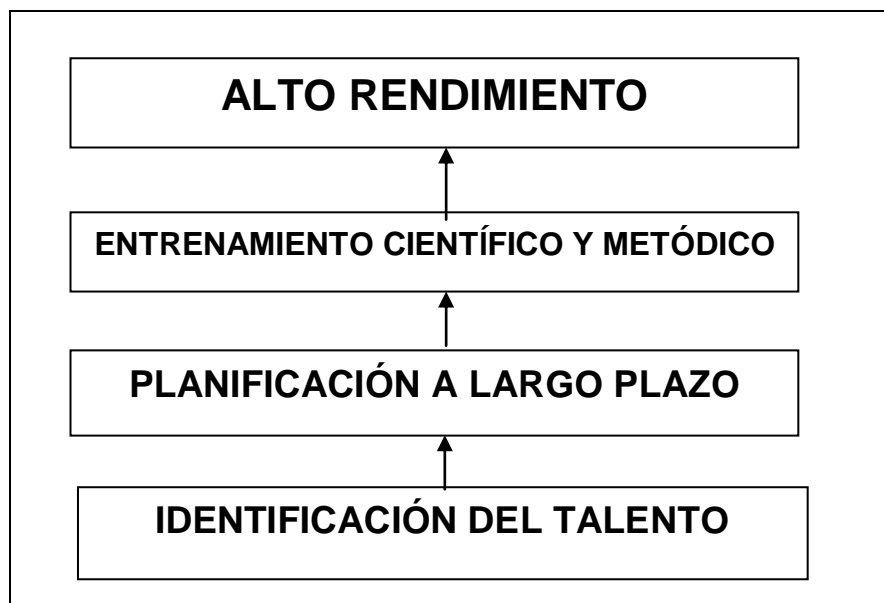 ALTO RENDIMIENTO
ENTRENAMIENTO CIENTÍFICO Y METÓDICO
PLANIFICACIÓN A LARGO PLAZO
IDENTIFICACIÓN DEL TALENTO